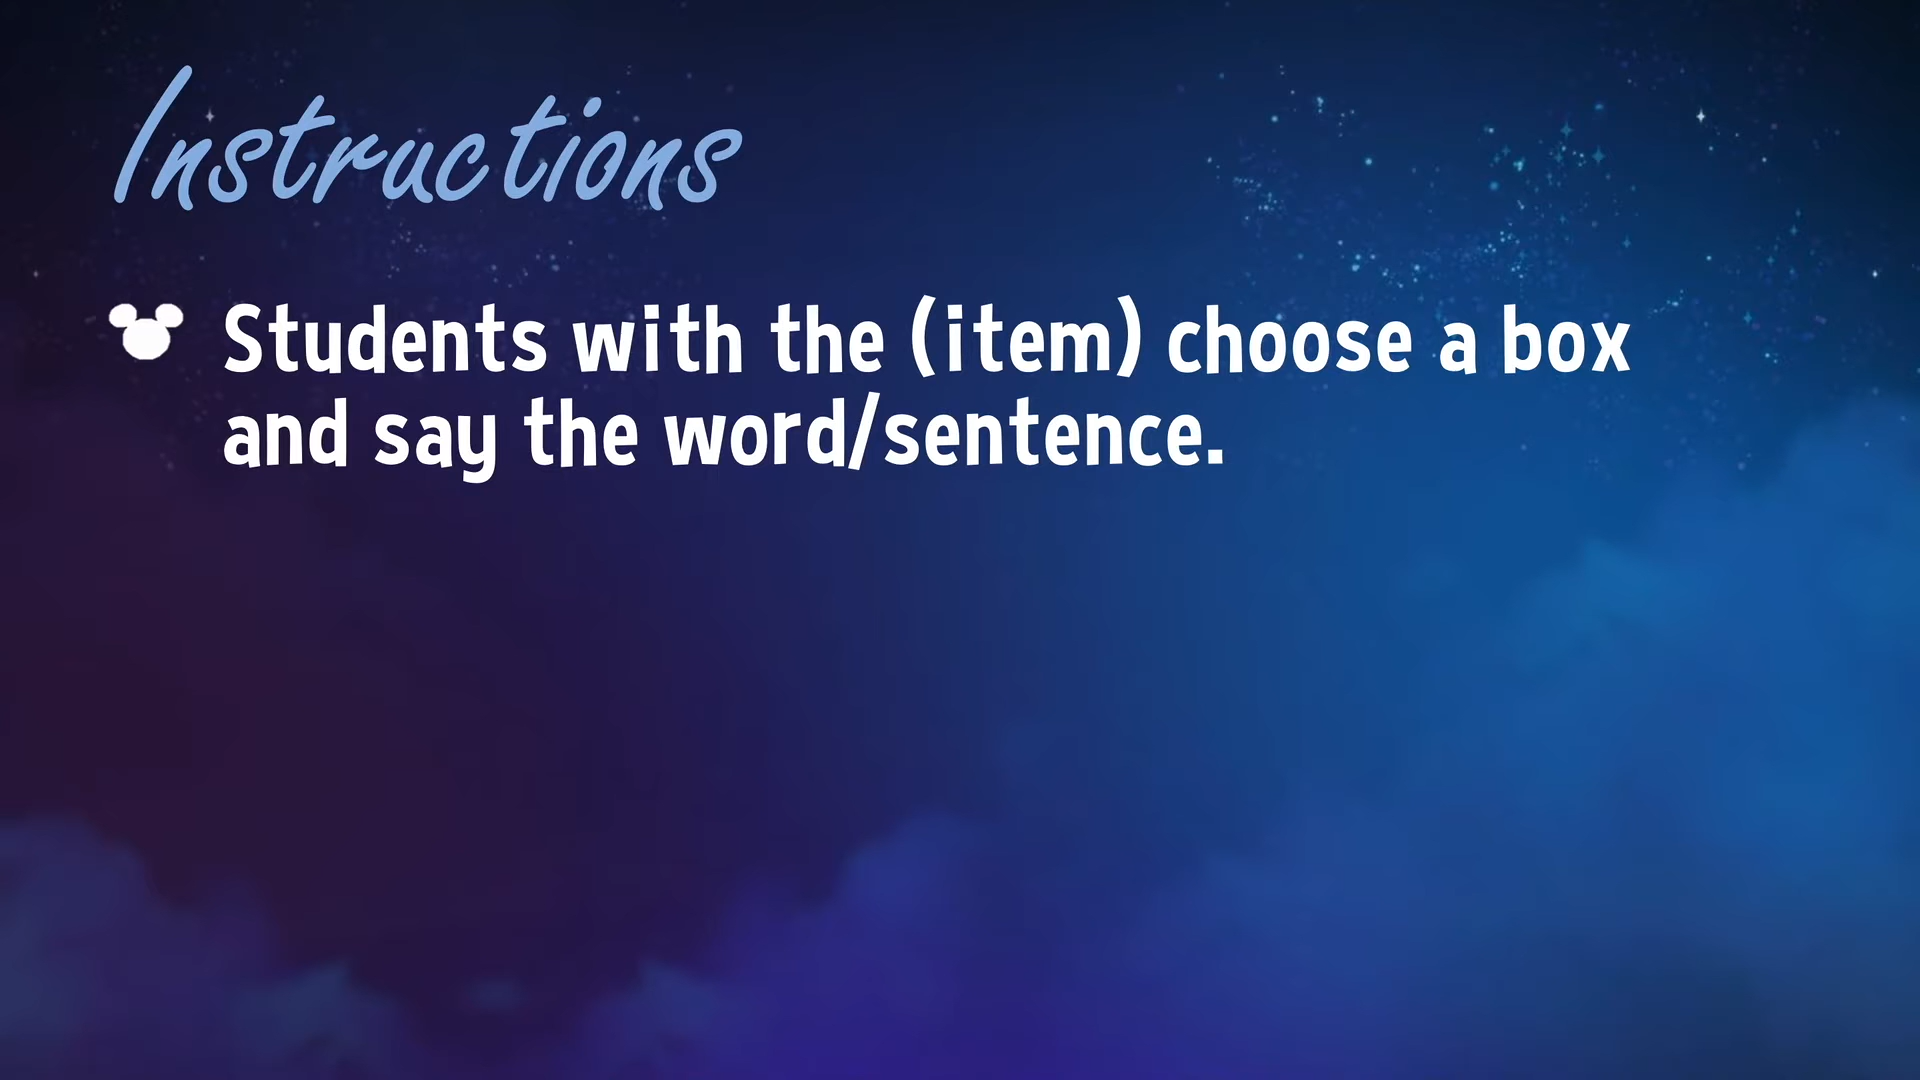 Instructions
Students with the (item) choose a box
and say the word/sentence.